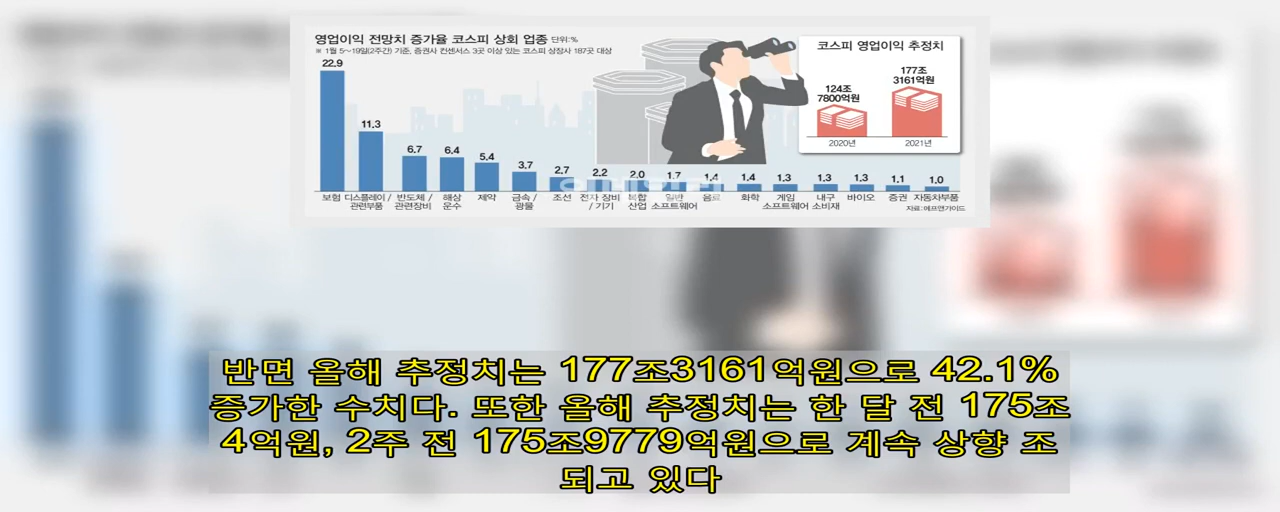 영업이익 전망치 증가율 코스피 상회 업종 단위:%
※ 1월 5~19일(2주간) 기준, 증권사 컨센서스 3곳 이상 있는 코스피 상장사 187곳 대상
코스피 영업이익 추정치
124조
7800억원
177조
3161억원
2020년 2021년
22.9 11.3 6.7 6.4 5.4 3.7 2.7 2.2 2.0 1.7 1.4 1.4 1.3 1.3 1.3 1.1 1.0
이데일리
보험 디스플레이/ 반도체/ 해상 제약 금속/ 조선 전자 장비 복합 일반 음료 화학 게임 내구 바이오 증권 자동차부품
관련부품 관련장비 운수 광물 /기기 산업 소프트웨어 소프트웨어 소비재
자료:에프앤가이드
반면 올해 추정치는 177조3161억원으로 42.1%
증가한 수치다. 또한 올해 추정치는 한 달 전 175조
4억원, 2주 전 175조9779억원으로 계속 상향 조
되고 있다